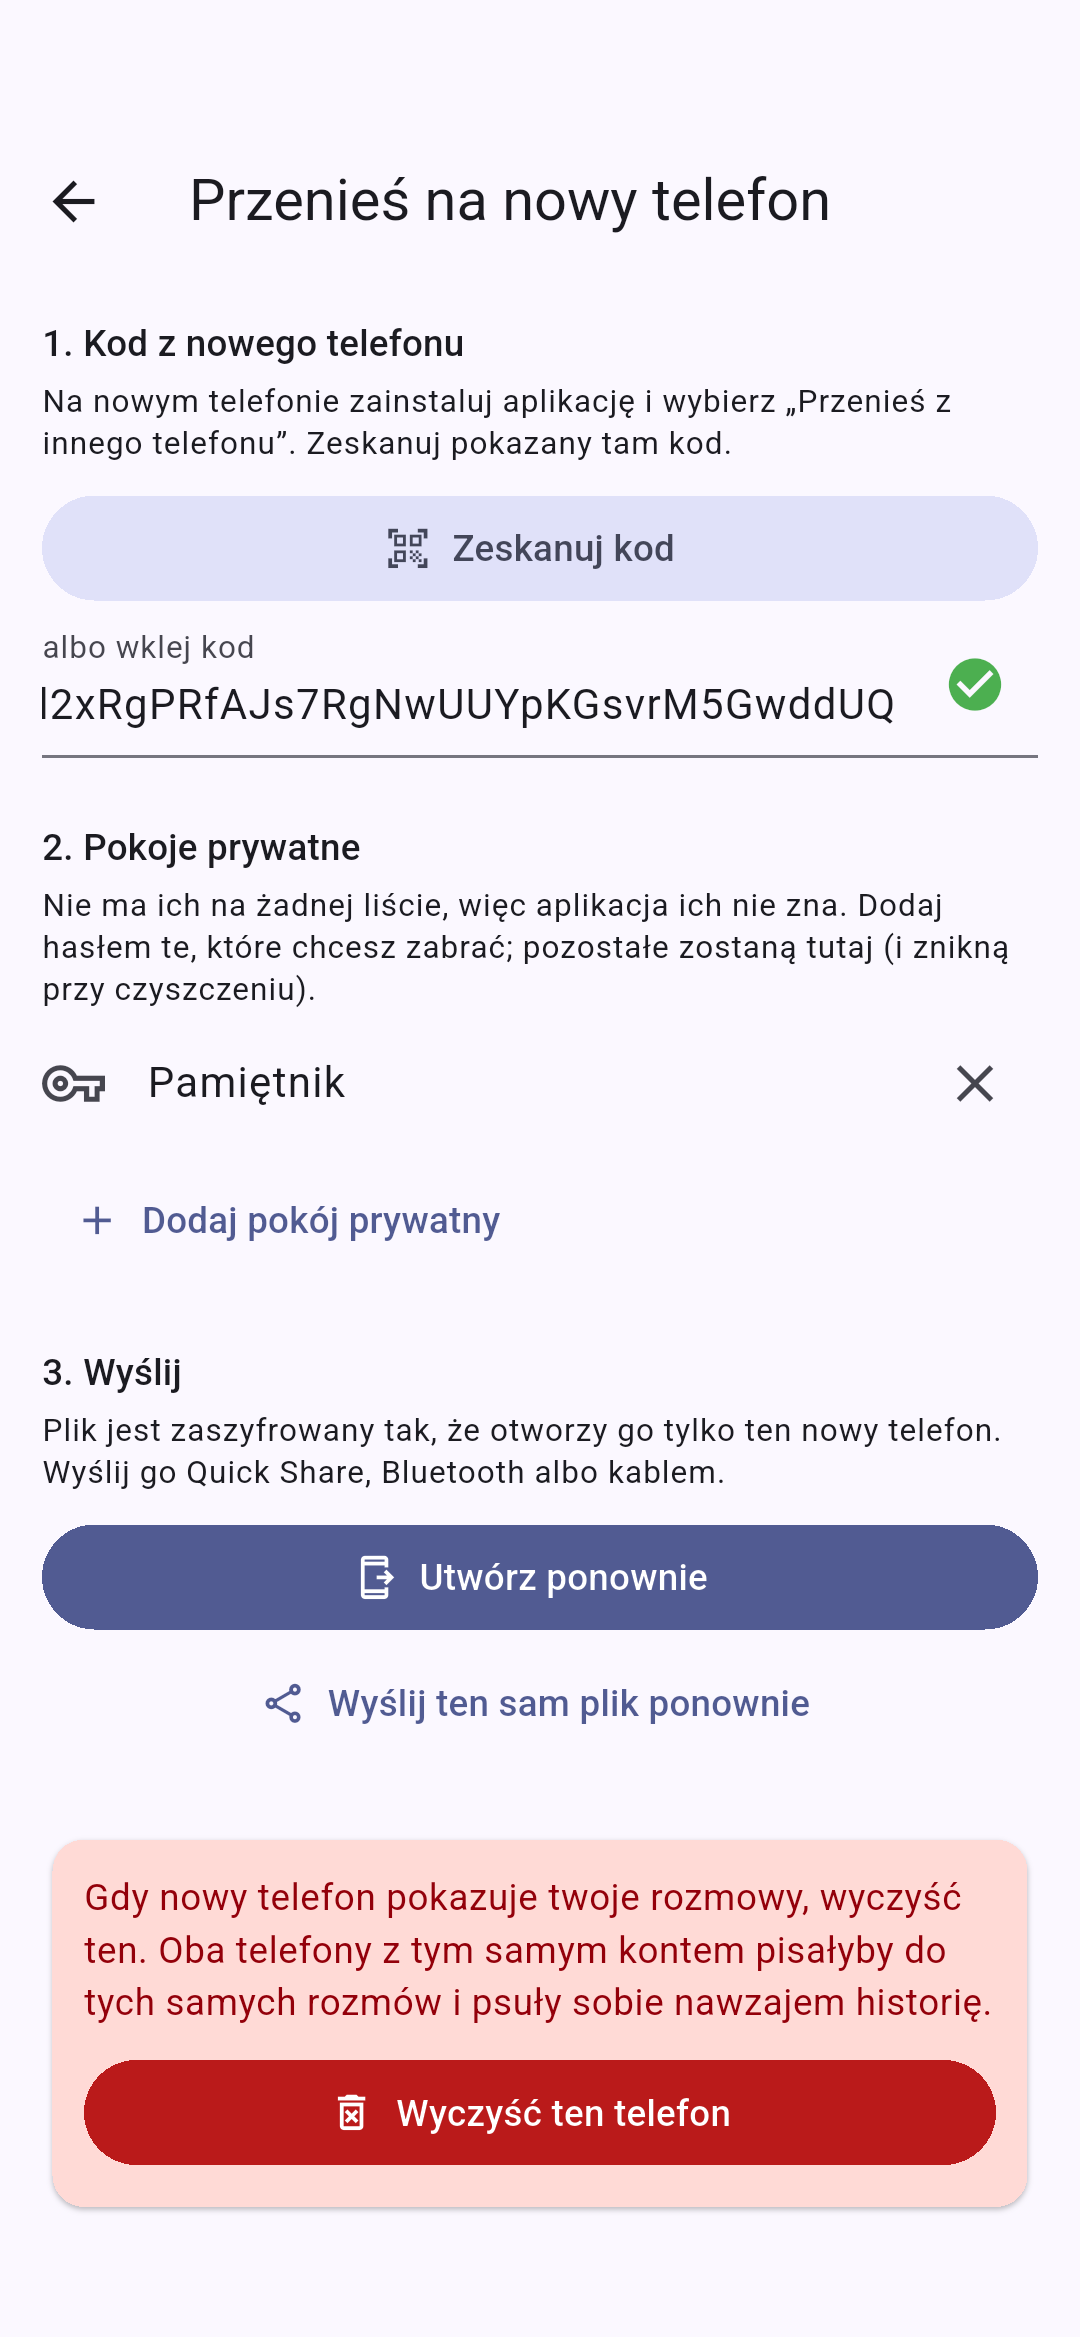 Przenieś na nowy telefon
1. Kod z nowego telefonu
Na nowym telefonie zainstaluj aplikację i wybierz „Przenieś z
innego telefonu”. Zeskanuj pokazany tam kod.
Zeskanuj kod
albo wklej kod
l2xRgPRfAJs7RgNwUUYpKGsvrM5GwddUQ
2. Pokoje prywatne
Nie ma ich na żadnej liście, więc aplikacja ich nie zna. Dodaj
hasłem te, które chcesz zabrać; pozostałe zostaną tutaj (i znikną
przy czyszczeniu).
Pamiętnik
Dodaj pokój prywatny
3. Wyślij
Plik jest zaszyfrowany tak, że otworzy go tylko ten nowy telefon.
Wyślij go Quick Share, Bluetooth albo kablem.
Utwórz ponownie
Wyślij ten sam plik ponownie
Gdy nowy telefon pokazuje twoje rozmowy, wyczyść
ten. Oba telefony z tym samym kontem pisałyby do
tych samych rozmów i psuły sobie nawzajem historię.
Wyczyść ten telefon